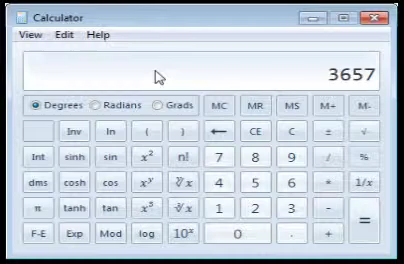 Calculator
View Edit Help
3657
Degrees Radians Grads MC MR MS M+ M-
Inv ln ( ) ← CE C ± √
Int sinh sin x² n! 7 8 9 / %
dms cosh cos xʸ ʸ√x 4 5 6 * 1/x
π tanh tan x³ ³√x 1 2 3 - =
F-E Exp Mod log 10ˣ 0 . +